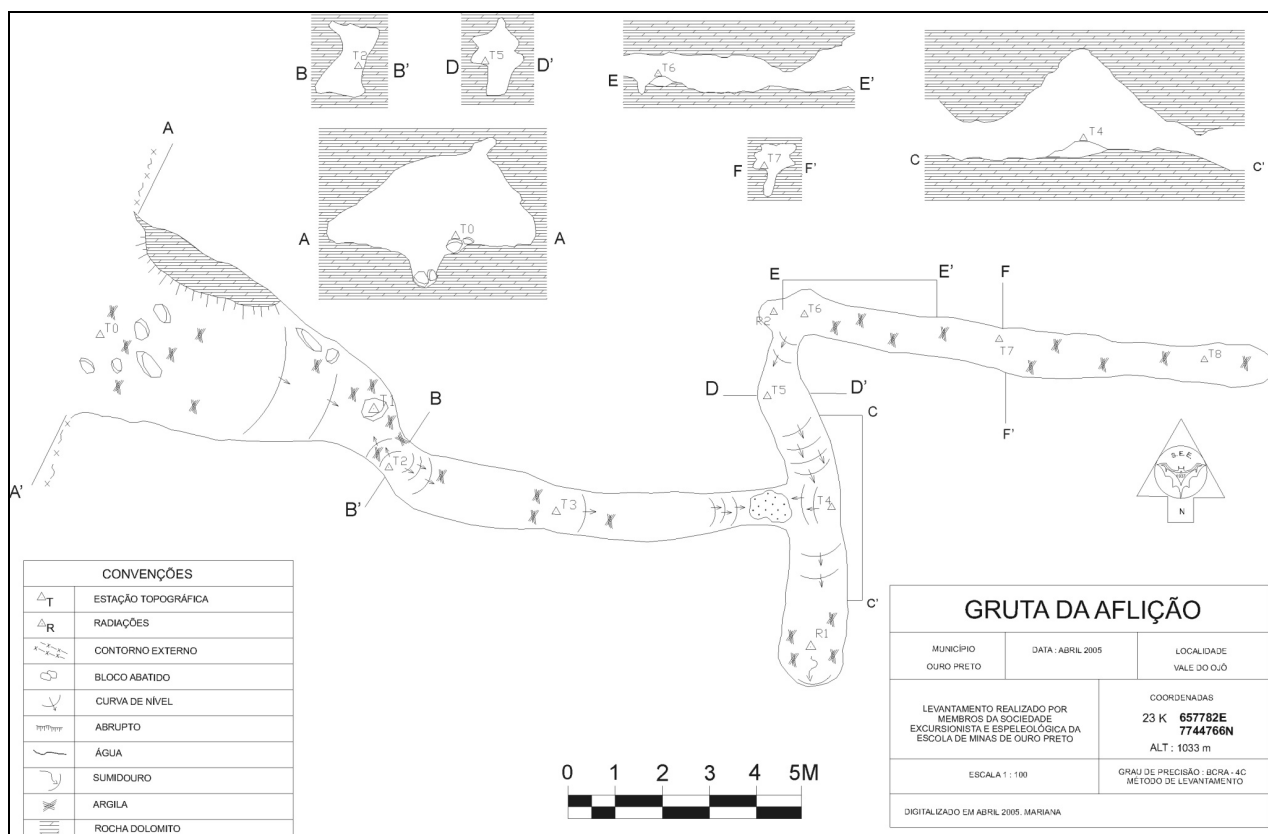 B
T2
B'
D
T5
D'
E
T6
E'
C
T4
C'
A
T0
A
F
T7
F'
A
A'
T0
T1
B
T2
B'
T3
E
E'
F
R2
T6
T7
T8
F'
D
T5
D'
C
T4
C'
R1
S.E.E.
N
CONVENÇÕES
T ESTAÇÃO TOPOGRÁFICA
R RADIAÇÕES
CONTORNO EXTERNO
BLOCO ABATIDO
CURVA DE NÍVEL
ABRUPTO
ÁGUA
SUMIDOURO
ARGILA
ROCHA DOLOMITO
0 1 2 3 4 5M
GRUTA DA AFLIÇÃO
MUNICÍPIO
OURO PRETO
DATA : ABRIL 2005
LOCALIDADE
VALE DO OJÔ
LEVANTAMENTO REALIZADO POR
MEMBROS DA SOCIEDADE
EXCURSIONISTA E ESPELEOLÓGICA DA
ESCOLA DE MINAS DE OURO PRETO
COORDENADAS
23 K 657782E
7744766N
ALT : 1033 m
ESCALA 1 : 100
GRAU DE PRECISÃO : BCRA - 4C
MÉTODO DE LEVANTAMENTO
DIGITALIZADO EM ABRIL 2005. MARIANA